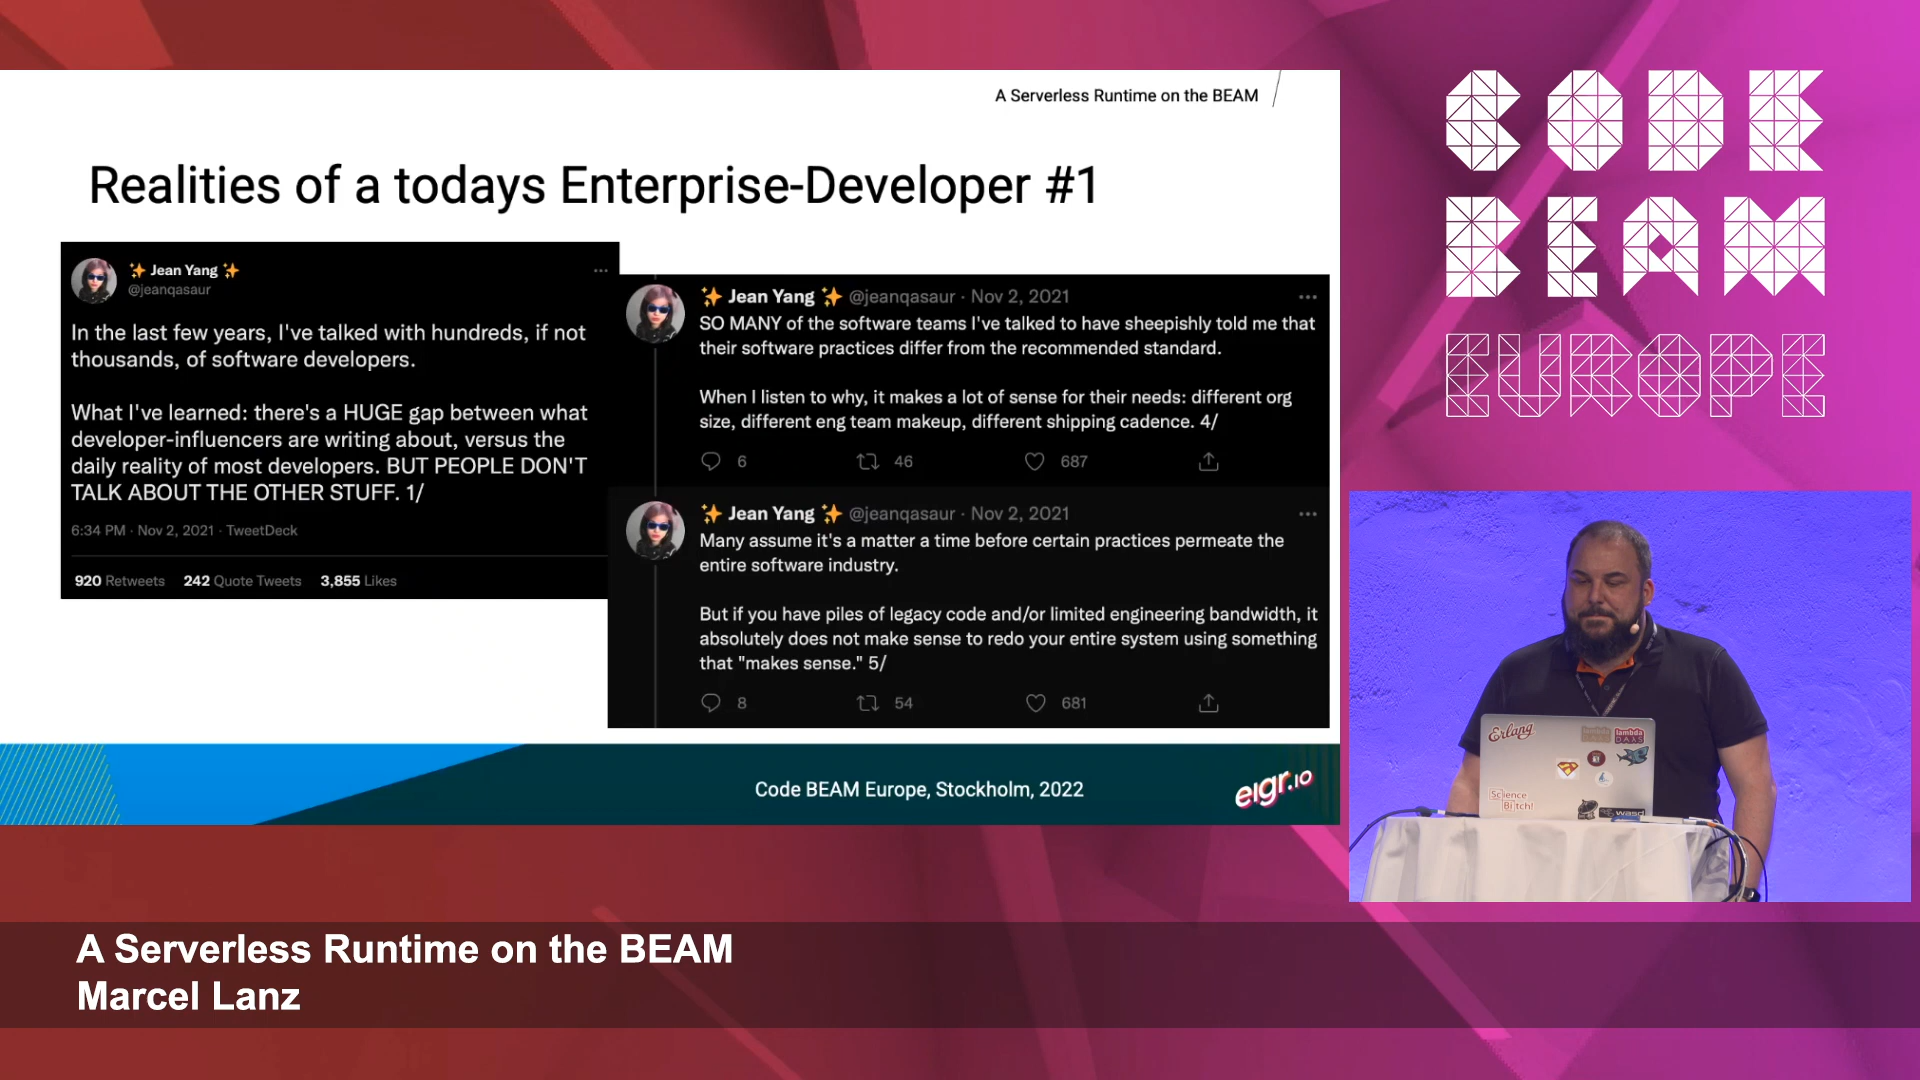 A Serverless Runtime on the BEAM
Realities of a todays Enterprise-Developer #1
✨ Jean Yang ✨
@jeanqasaur
In the last few years, I've talked with hundreds, if not
thousands, of software developers.
What I've learned: there's a HUGE gap between what
developer-influencers are writing about, versus the
daily reality of most developers. BUT PEOPLE DON'T
TALK ABOUT THE OTHER STUFF. 1/
6:34 PM · Nov 2, 2021 · TweetDeck
920 Retweets 242 Quote Tweets 3,855 Likes
✨ Jean Yang ✨ @jeanqasaur · Nov 2, 2021
SO MANY of the software teams I've talked to have sheepishly told me that
their software practices differ from the recommended standard.
When I listen to why, it makes a lot of sense for their needs: different org
size, different eng team makeup, different shipping cadence. 4/
6 46 687
✨ Jean Yang ✨ @jeanqasaur · Nov 2, 2021
Many assume it's a matter a time before certain practices permeate the
entire software industry.
But if you have piles of legacy code and/or limited engineering bandwidth, it
absolutely does not make sense to redo your entire system using something
that "makes sense." 5/
8 54 681
Code BEAM Europe, Stockholm, 2022
eigr.io
CODE
BEAM
EUROPE
Erlang
lambda
DAYS
Science
Bitch!
wasd
A Serverless Runtime on the BEAM
Marcel Lanz